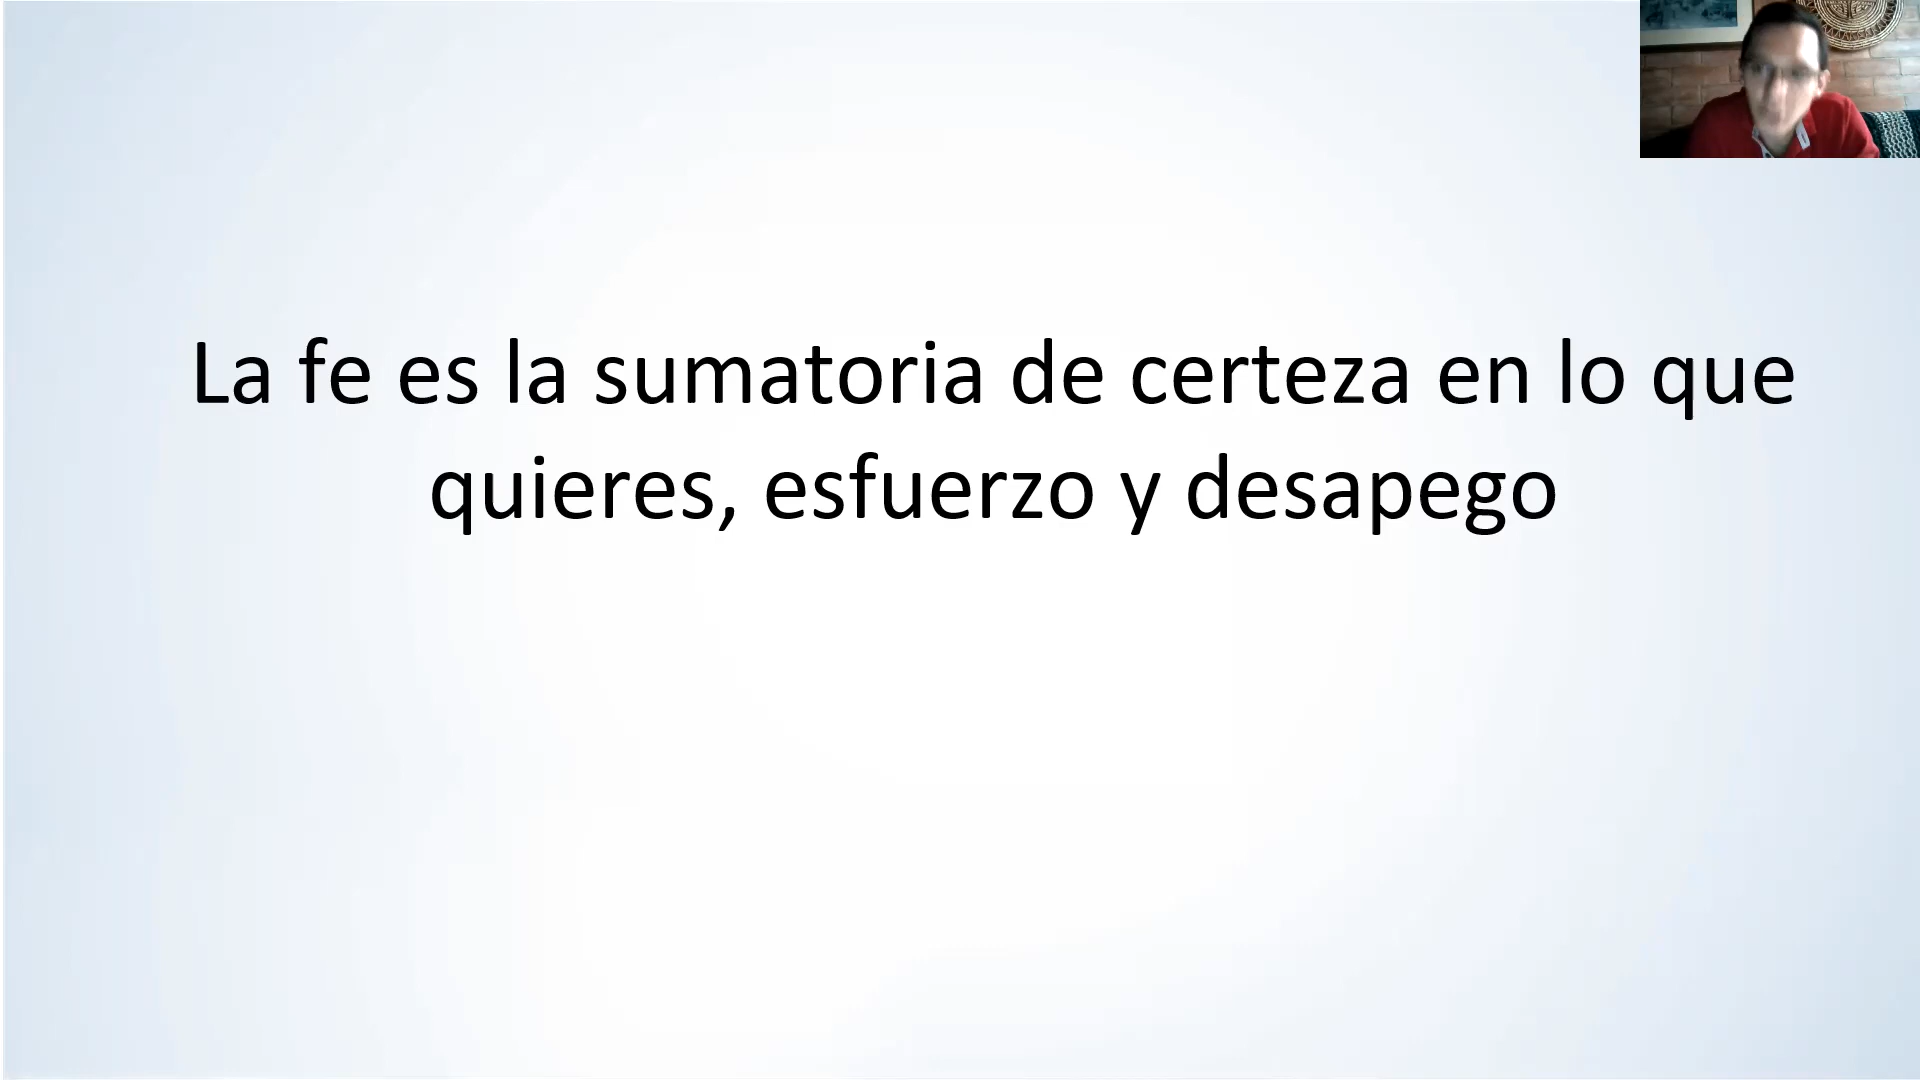 La fe es la sumatoria de certeza en lo que
quieres, esfuerzo y desapego